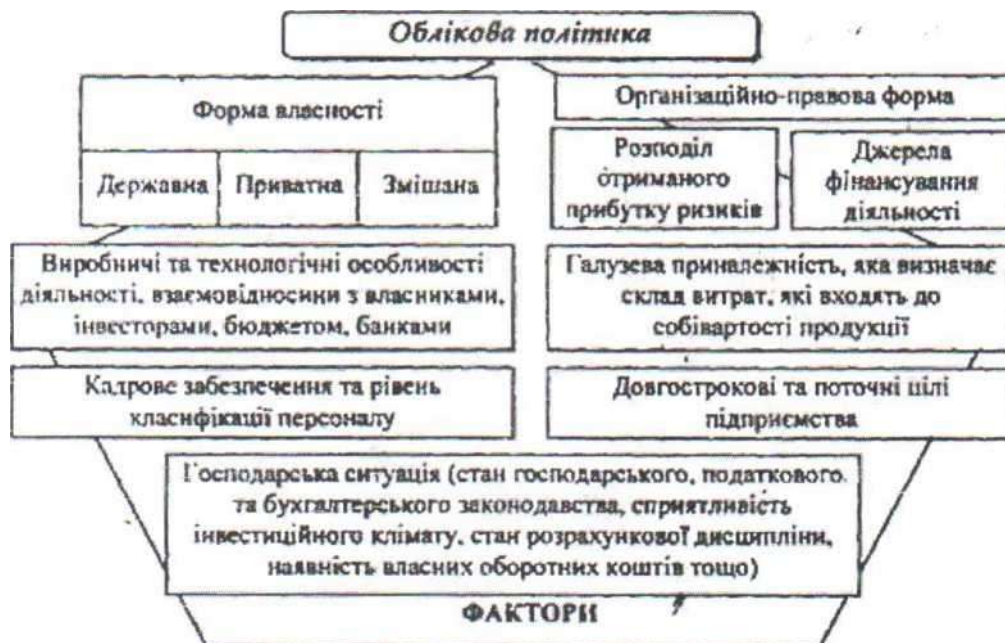 Облікова політика
Форма власності
Державна
Приватна
Змішана
Організаційно-правова форма
Розподіл
отриманого
прибутку ризиків
Джерела
фінансування
діяльності
Виробничі та технологічні особливості
діяльності, взаємовідносини з власниками,
інвесторами, бюджетом, банками
Галузева приналежність, яка визначає
склад витрат, які входять до
собівартості продукції
Кадрове забезпечення та рівень
класифікації персоналу
Довгострокові та поточні цілі
підприємства
Господарська ситуація (стан господарського, податкового
та бухгалтерського законодавства, сприятливість
інвестиційного клімату, стан розрахункової дисципліни,
наявність власних оборотних коштів тощо)
ФАКТОРИ